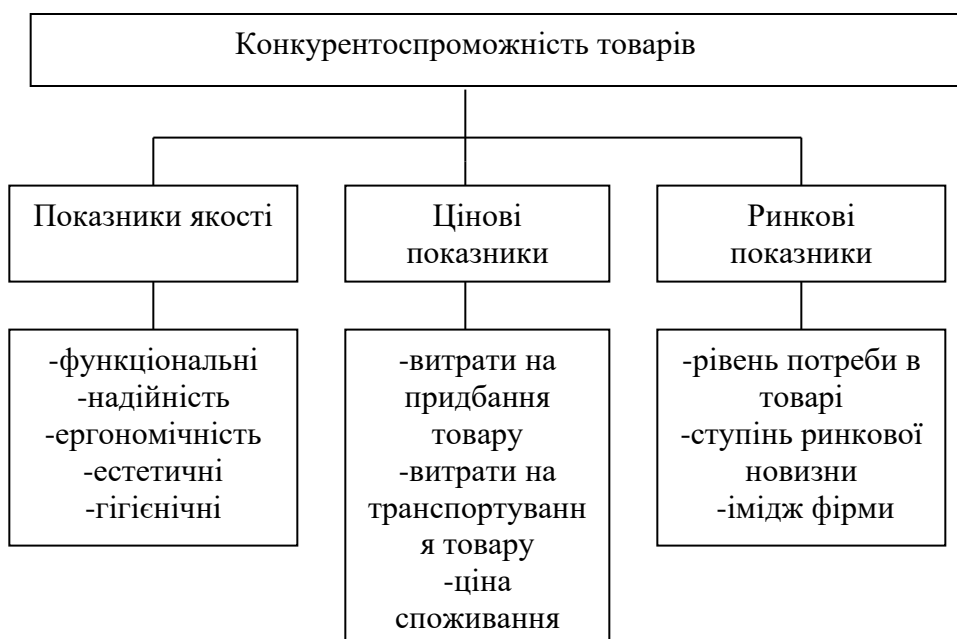 Конкурентоспроможність товарів
Показники якості
Цінові
показники
Ринкові
показники
-функціональні
-надійність
-ергономічність
-естетичні
-гігієнічні
-витрати на
придбання
товару
-витрати на
транспортуванн
я товару
-ціна
споживання
-рівень потреби в
товарі
-ступінь ринкової
новизни
-імідж фірми